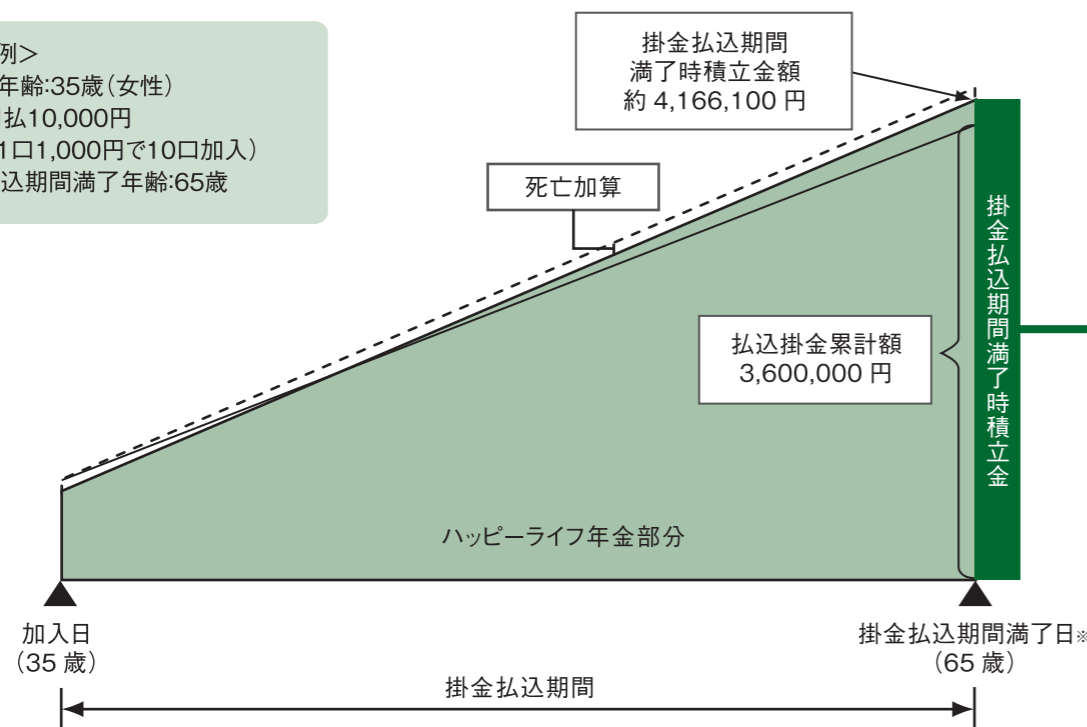 例>
年齢:35歳(女性)
払10,000円
1口1,000円で10口加入)
込期間満了年齢:65歳
掛金払込期間
満了時積立金額
約 4,166,100 円
死亡加算
払込掛金累計額
3,600,000 円
掛金払込期間満了時積立金
ハッピーライフ年金部分
加入日
(35 歳)
掛金払込期間満了日※
(65 歳)
掛金払込期間